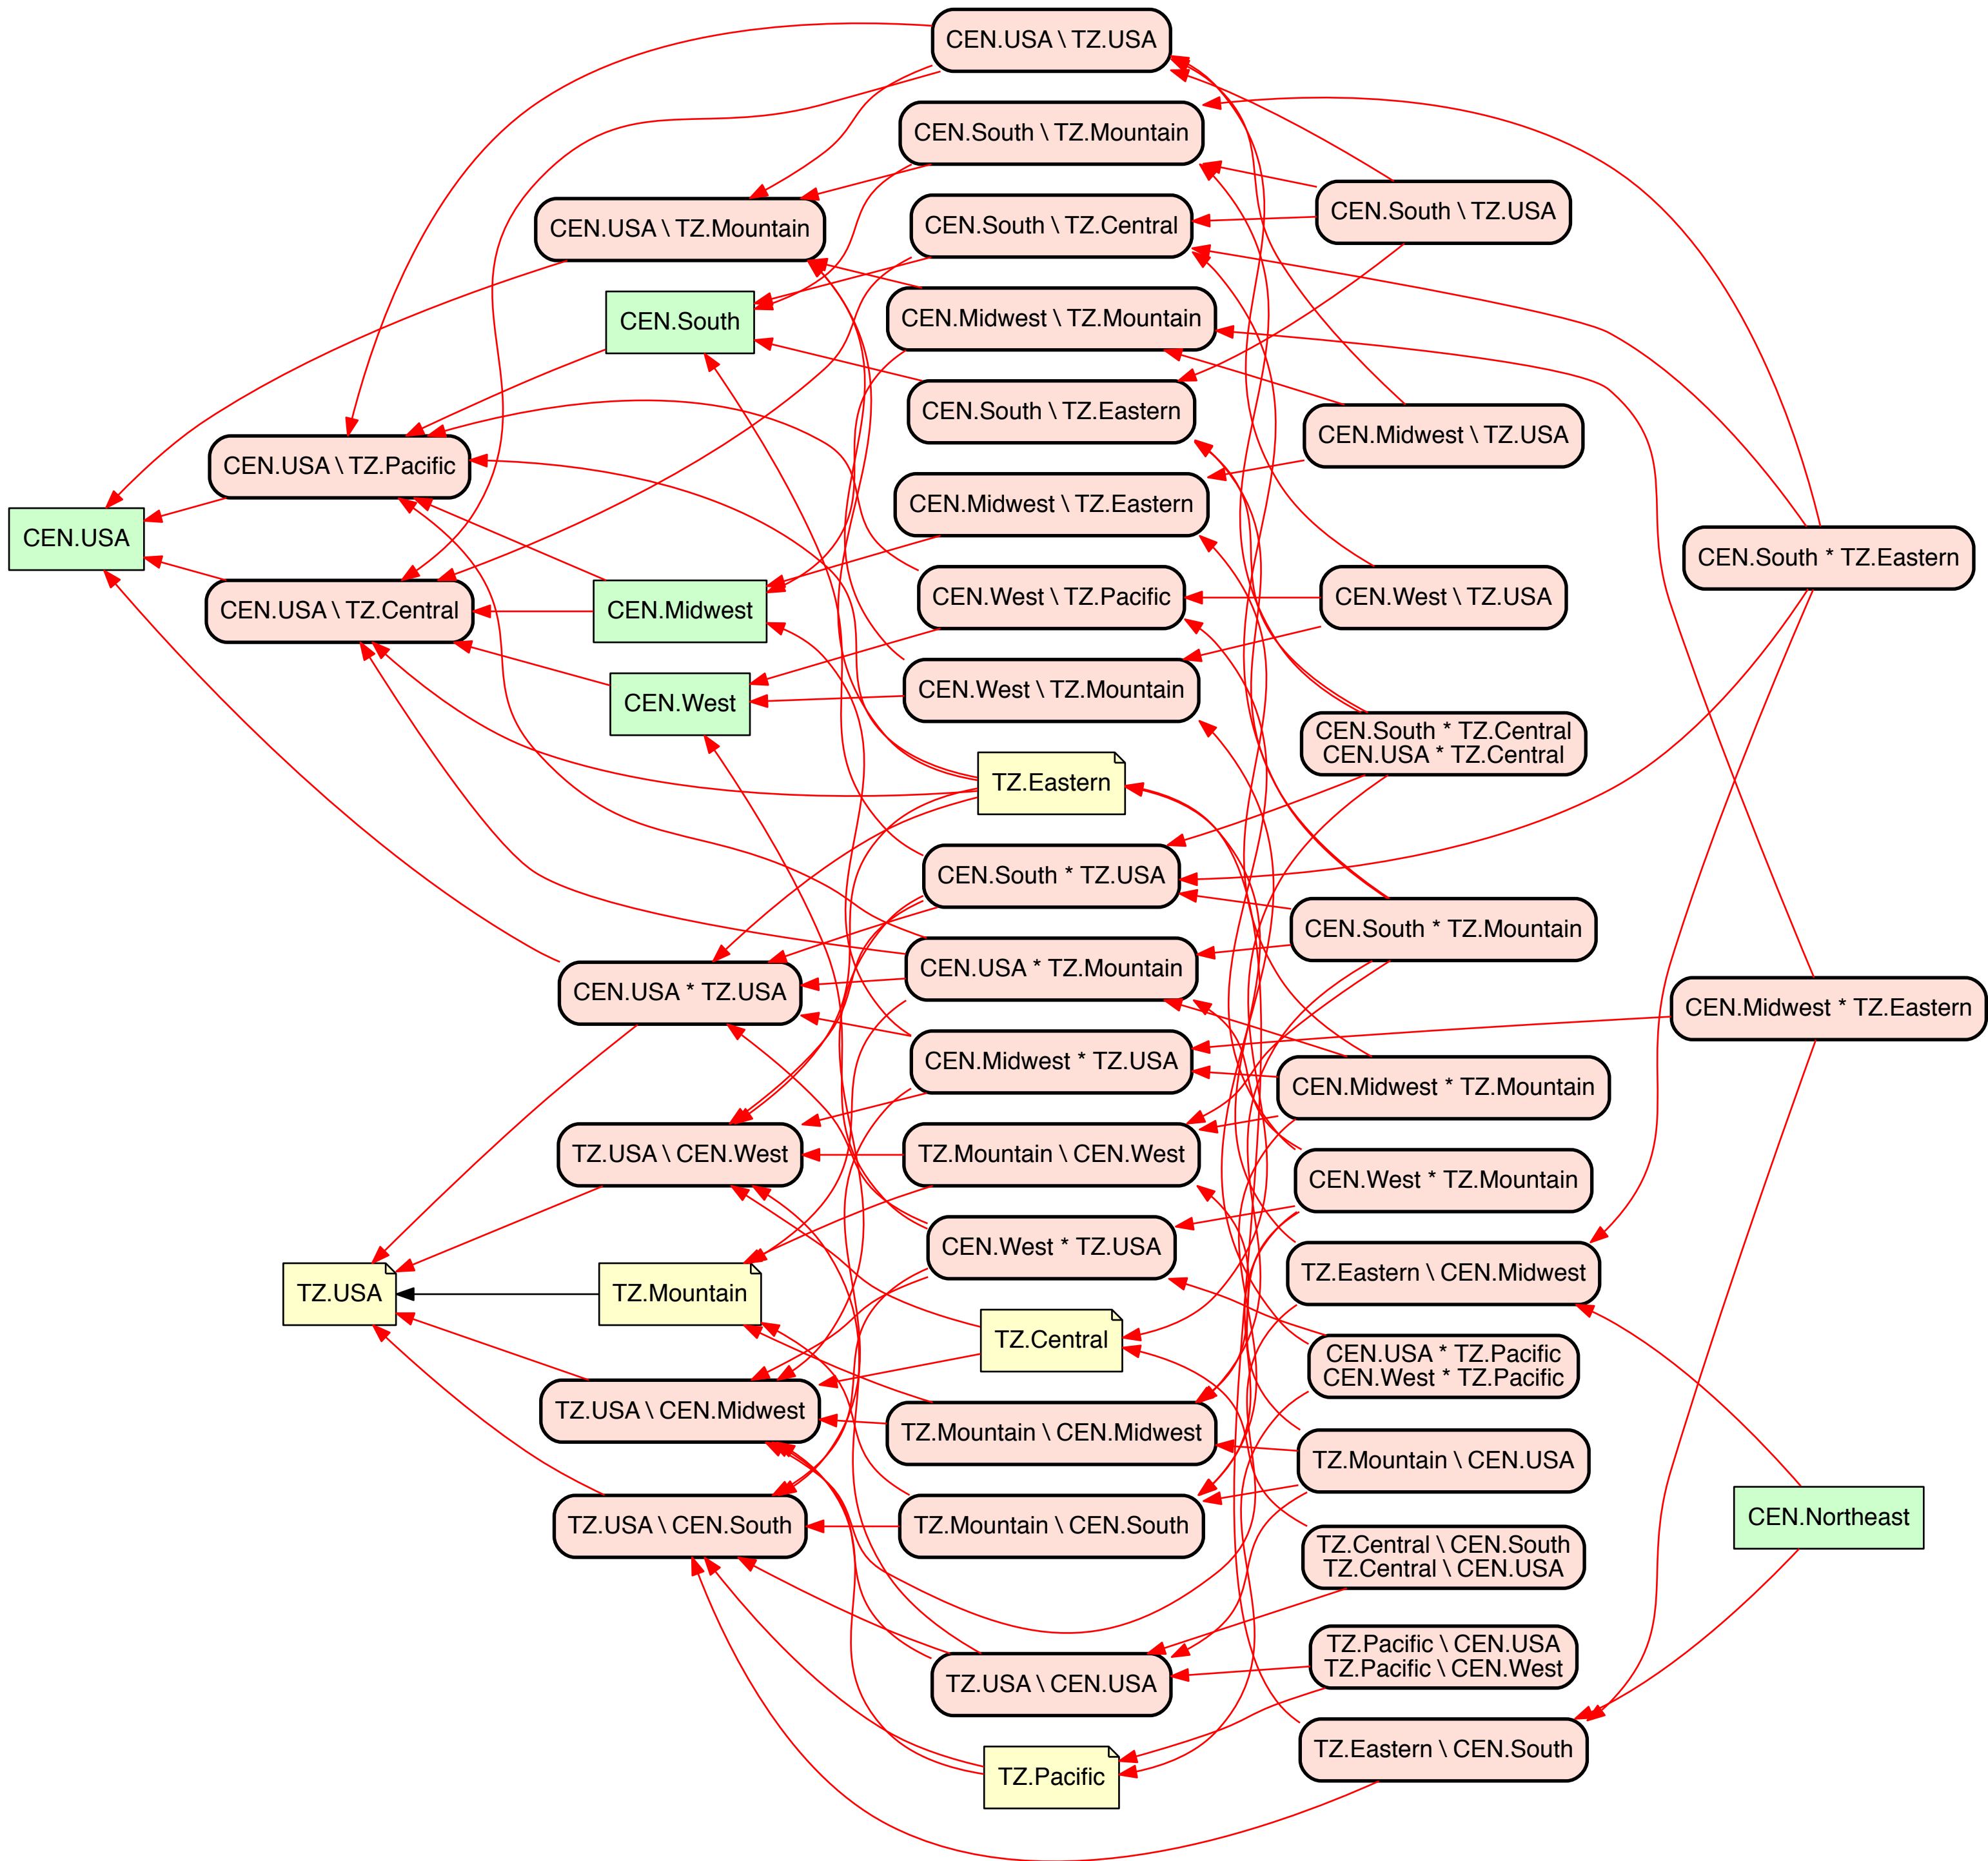 CEN.USA \ TZ.USA
CEN.South \ TZ.Mountain
CEN.USA \ TZ.Mountain
CEN.South \ TZ.Central
CEN.South \ TZ.USA
CEN.South
CEN.Midwest \ TZ.Mountain
CEN.South \ TZ.Eastern
CEN.Midwest \ TZ.USA
CEN.USA \ TZ.Pacific
CEN.Midwest \ TZ.Eastern
CEN.USA
CEN.South * TZ.Eastern
CEN.USA \ TZ.Central
CEN.Midwest
CEN.West \ TZ.Pacific
CEN.West \ TZ.USA
CEN.West
CEN.West \ TZ.Mountain
CEN.South * TZ.Central
CEN.USA * TZ.Central
TZ.Eastern
CEN.South * TZ.USA
CEN.South * TZ.Mountain
CEN.USA * TZ.Mountain
CEN.USA * TZ.USA
CEN.Midwest * TZ.Eastern
CEN.Midwest * TZ.USA
CEN.Midwest * TZ.Mountain
TZ.USA \ CEN.West
TZ.Mountain \ CEN.West
CEN.West * TZ.Mountain
CEN.West * TZ.USA
TZ.Eastern \ CEN.Midwest
TZ.USA
TZ.Mountain
TZ.Central
CEN.USA * TZ.Pacific
CEN.West * TZ.Pacific
TZ.USA \ CEN.Midwest
TZ.Mountain \ CEN.Midwest
TZ.Mountain \ CEN.USA
TZ.USA \ CEN.South
TZ.Mountain \ CEN.South
CEN.Northeast
TZ.Central \ CEN.South
TZ.Central \ CEN.USA
TZ.USA \ CEN.USA
TZ.Pacific \ CEN.USA
TZ.Pacific \ CEN.West
TZ.Eastern \ CEN.South
TZ.Pacific